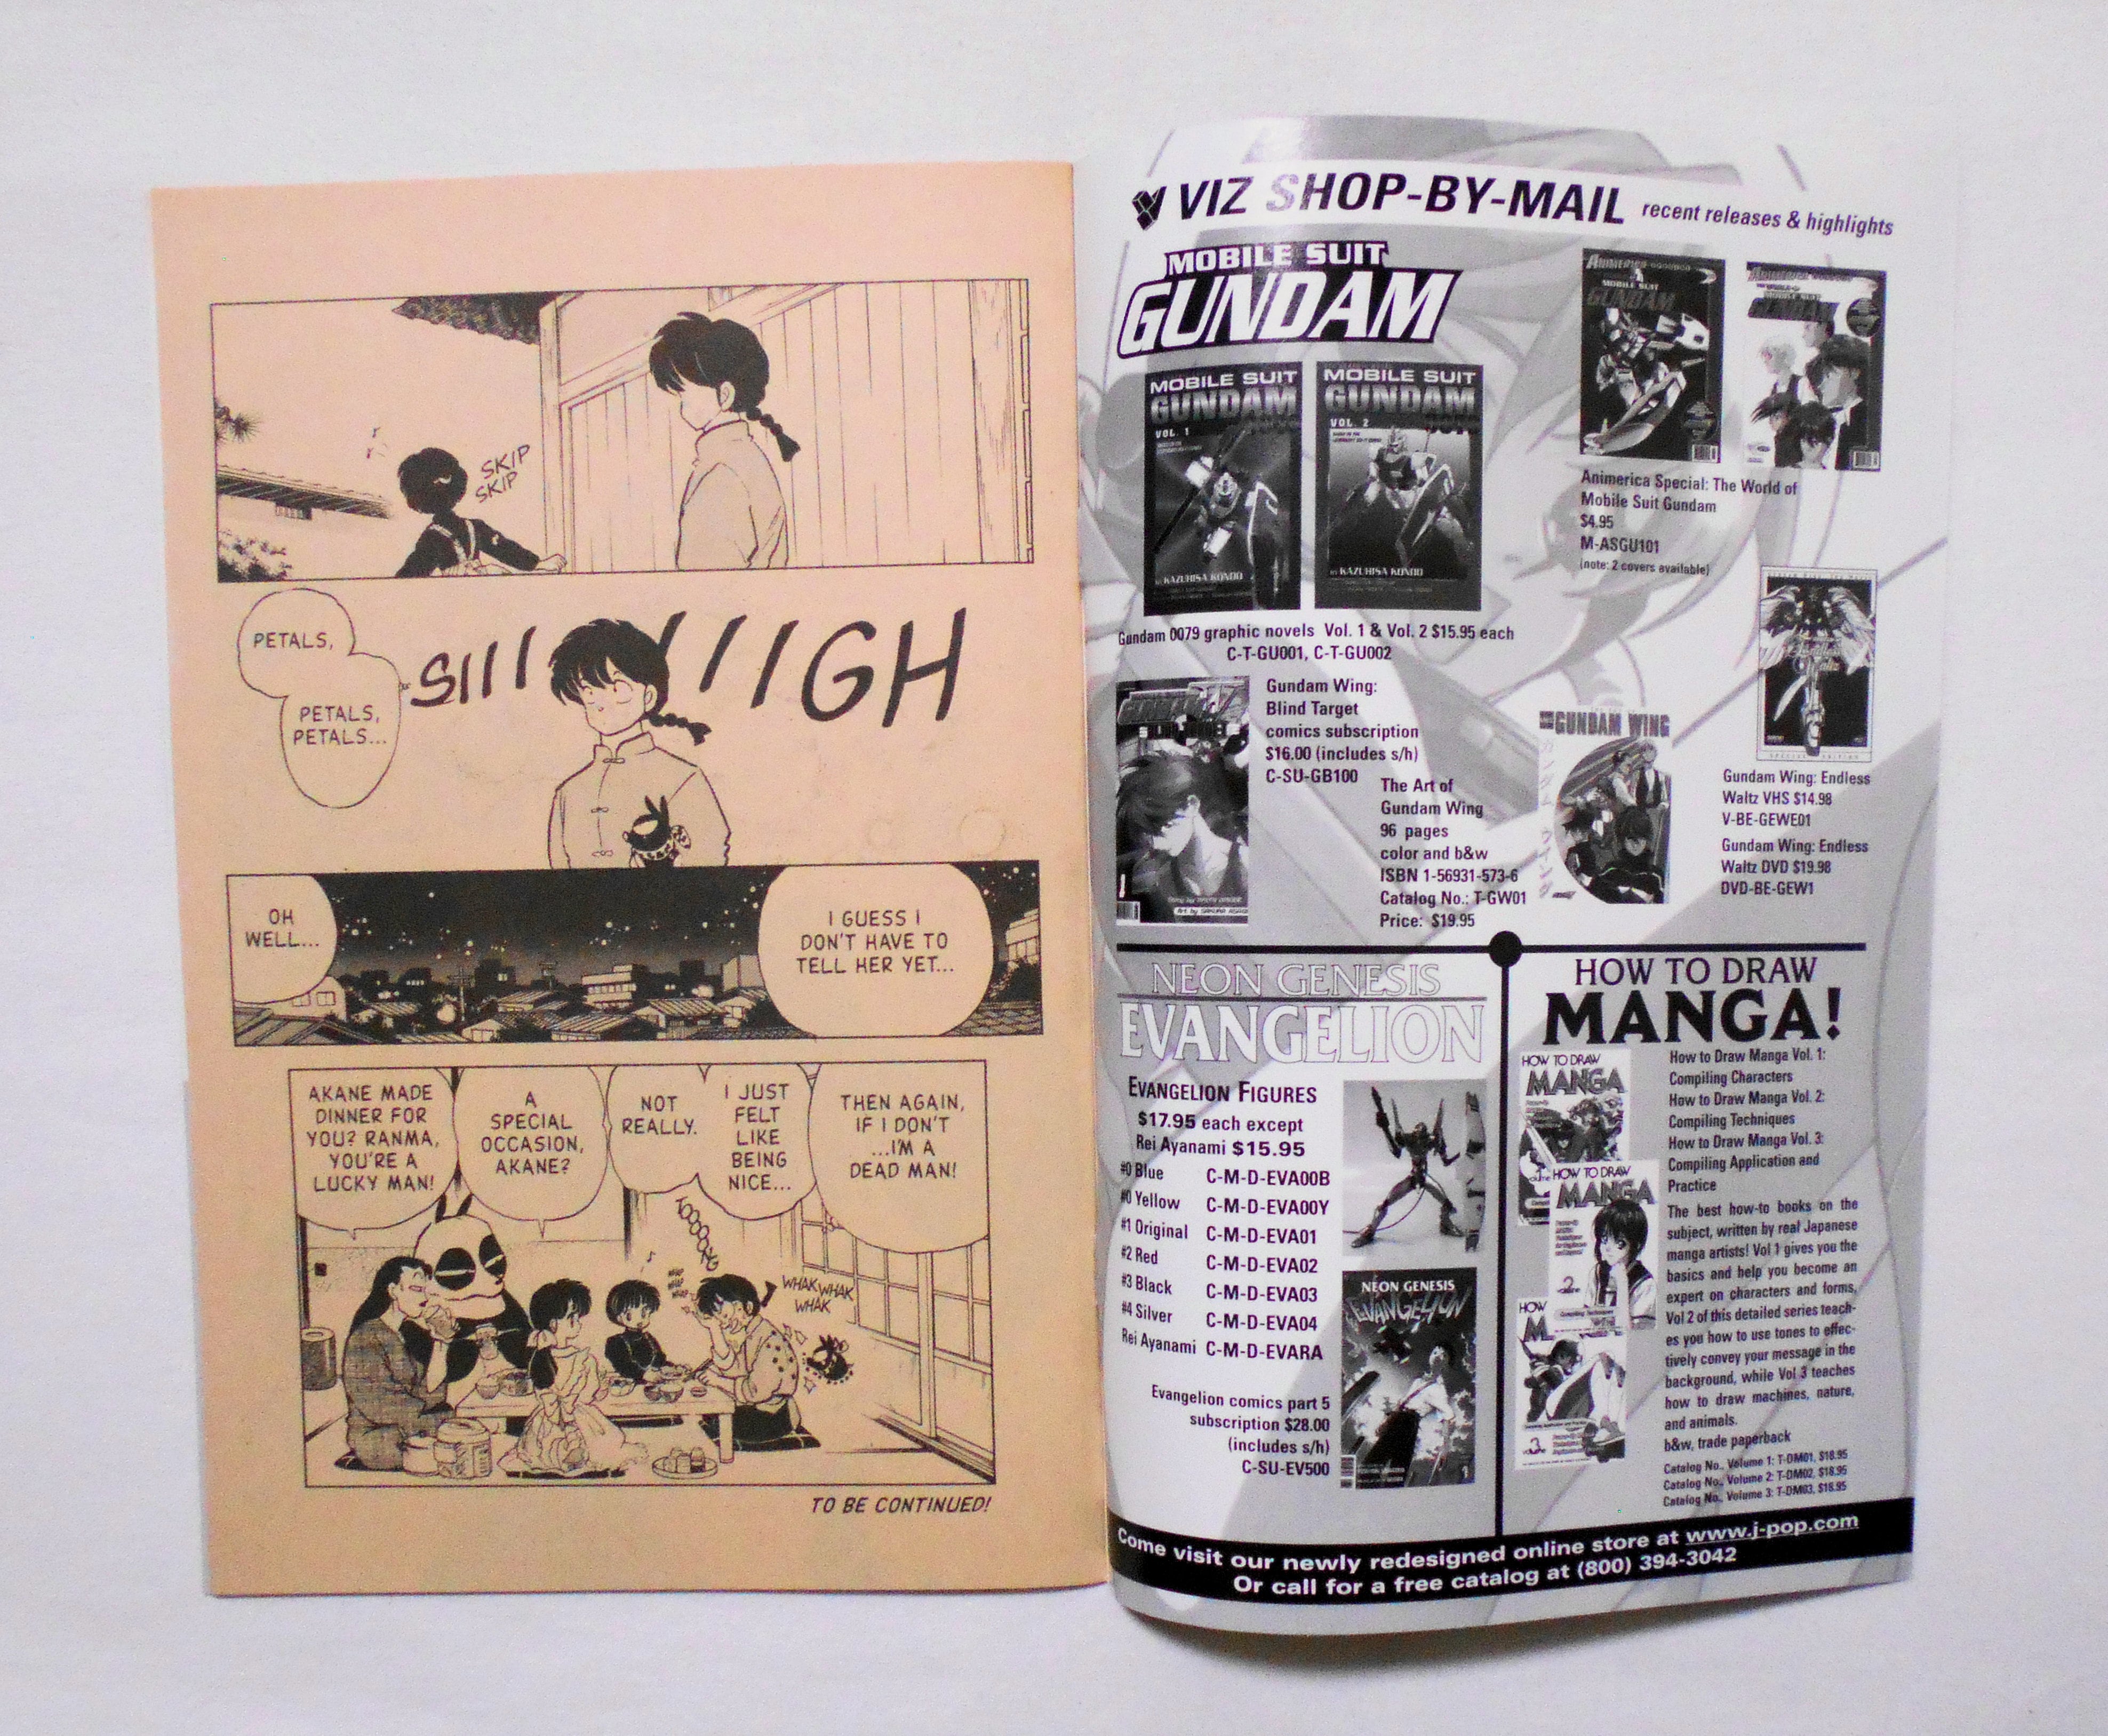 SKIP
SKIP
PETALS,
PETALS,
PETALS...
SIIIIIIIGH
OH
WELL...
I GUESS I
DON'T HAVE TO
TELL HER YET...
AKANE MADE
DINNER FOR
YOU? RANMA,
YOU'RE A
LUCKY MAN!
A
SPECIAL
OCCASION,
AKANE?
NOT
REALLY.
I JUST
FELT
LIKE
BEING
NICE...
THEN AGAIN,
IF I DON'T
...I'M A
DEAD MAN!
WHAK WHAK
WHAK
TO BE CONTINUED!
VIZ SHOP-BY-MAIL recent releases & highlights
MOBILE SUIT
GUNDAM
MOBILE SUIT
GUNDAM
VOL. 1
BY KAZUHISA KONDO
MOBILE SUIT
GUNDAM
VOL. 2
BY KAZUHISA KONDO
Gundam 0079 graphic novels Vol. 1 & Vol. 2 $15.95 each
C-T-GU001, C-T-GU002
ANIMERICA
MOBILE SUIT
GUNDAM
ANIMERICA
MOBILE SUIT
GUNDAM
Animerica Special: The World of
Mobile Suit Gundam
$4.95
M-ASGU101
(note: 2 covers available)
Gundam Wing:
Blind Target
comics subscription
$16.00 (includes s/h)
C-SU-GB100
The Art of
Gundam Wing
96 pages
color and b&w
ISBN 1-56931-573-6
Catalog No.: T-GW01
Price: $19.95
GUNDAM WING
Gundam Wing: Endless
Waltz VHS $14.98
V-BE-GEWE01
Gundam Wing: Endless
Waltz DVD $19.98
DVD-BE-GEW1
NEON GENESIS
EVANGELION
EVANGELION FIGURES
$17.95 each except
Rei Ayanami $15.95
#0 Blue C-M-D-EVA00B
#0 Yellow C-M-D-EVA00Y
#1 Original C-M-D-EVA01
#2 Red C-M-D-EVA02
#3 Black C-M-D-EVA03
#4 Silver C-M-D-EVA04
Rei Ayanami C-M-D-EVARA
NEON GENESIS
EVANGELION
Evangelion comics part 5
subscription $28.00
(includes s/h)
C-SU-EV500
HOW TO DRAW
MANGA!
HOW TO DRAW
MANGA
HOW TO DRAW
MANGA
2
HOW
M
3
How to Draw Manga Vol. 1:
Compiling Characters
How to Draw Manga Vol. 2:
Compiling Techniques
How to Draw Manga Vol. 3:
Compiling Application and
Practice
The best how-to books on the
subject, written by real Japanese
manga artists! Vol 1 gives you the
basics and help you become an
expert on characters and forms,
Vol 2 of this detailed series teach-
es you how to use tones to effec-
tively convey your message in the
background, while Vol 3 teaches
how to draw machines, nature,
and animals.
b&w, trade paperback
Catalog No., Volume 1: T-DM01, $18.95
Catalog No., Volume 2: T-DM02, $18.95
Catalog No., Volume 3: T-DM03, $18.95
Come visit our newly redesigned online store at www.j-pop.com
Or call for a free catalog at (800) 394-3042